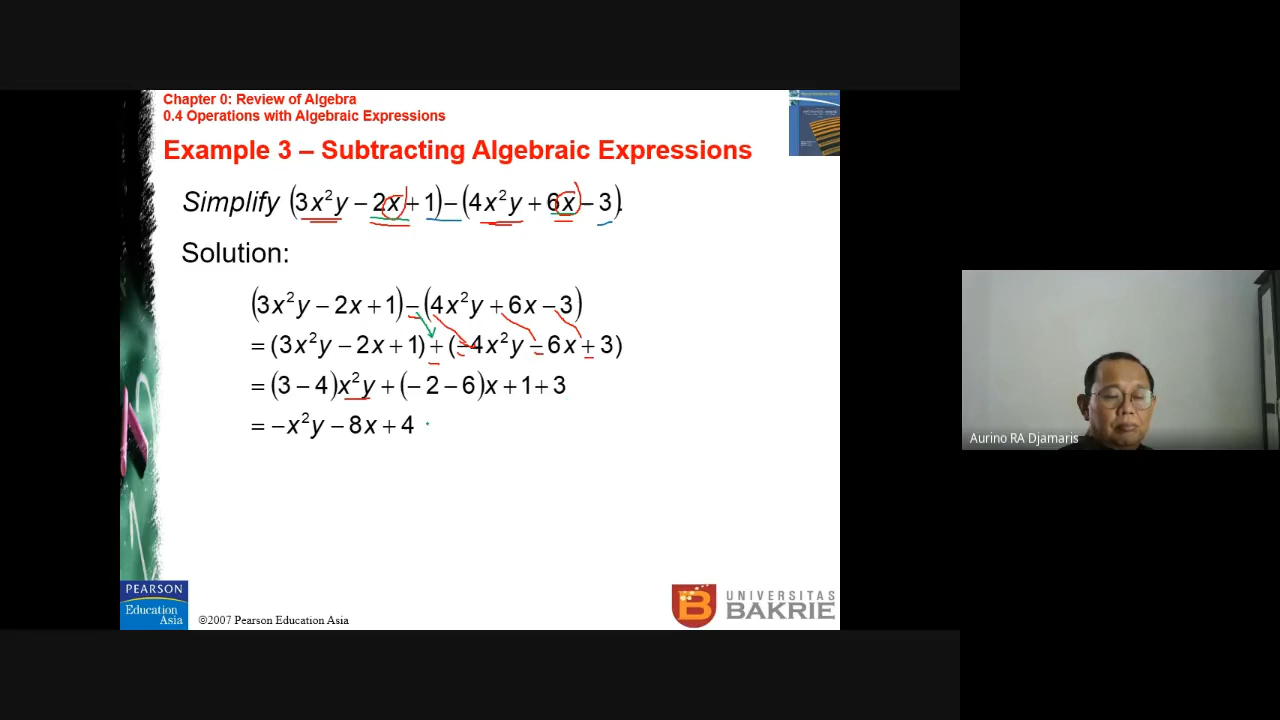 Chapter 0: Review of Algebra
0.4 Operations with Algebraic Expressions
Example 3 – Subtracting Algebraic Expressions
Simplify (3x²y − 2x + 1) − (4x²y + 6x − 3).
Solution:
(3x²y − 2x + 1) − (4x²y + 6x − 3)
= (3x²y − 2x + 1) + (−4x²y − 6x + 3)
= (3 − 4)x²y + (− 2 − 6)x + 1 + 3
= −x²y − 8x + 4
Aurino RA Djamaris
PEARSON
Education
Asia
©2007 Pearson Education Asia
B
UNIVERSITAS
BAKRIE